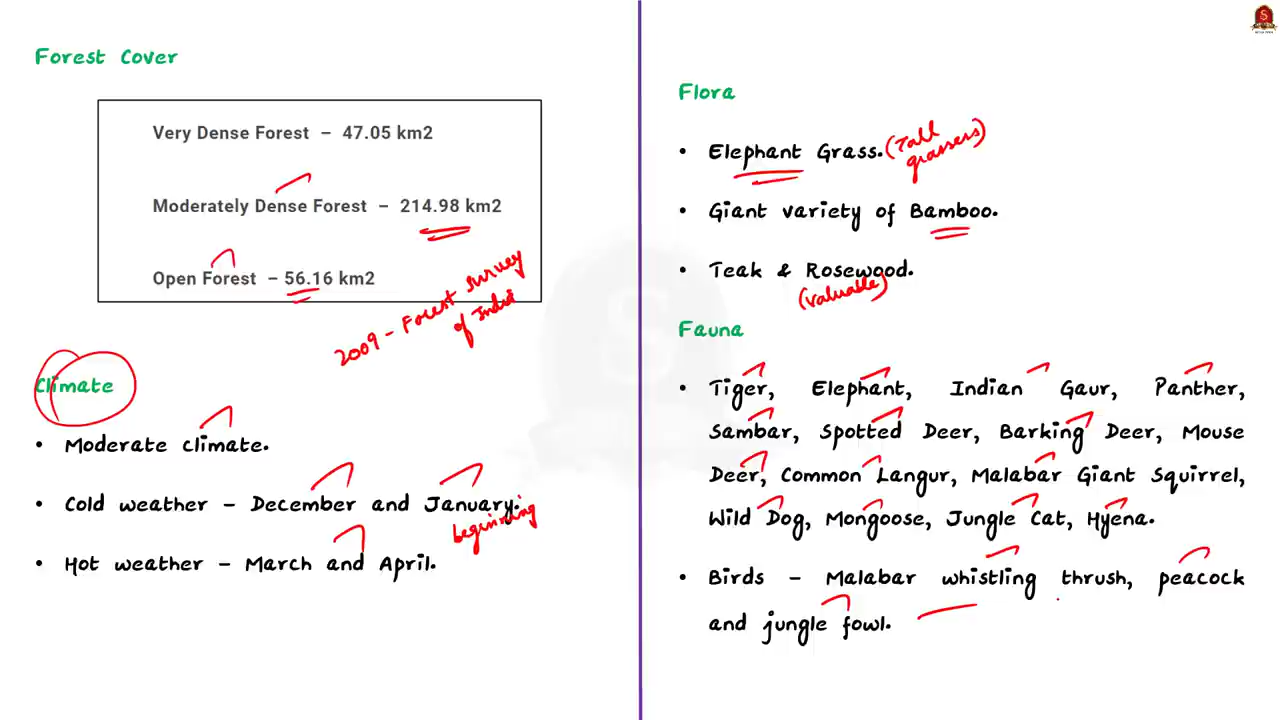 Forest Cover
Very Dense Forest – 47.05 km2
Moderately Dense Forest – 214.98 km2
Open Forest – 56.16 km2
2009 - Forest Survey
of India
Climate
• Moderate climate.
• Cold weather – December and January.
beginning
• Hot weather – March and April.
Flora
• Elephant Grass. (Tall
grassers)
• Giant variety of Bamboo.
• Teak & Rosewood.
(valuable)
Fauna
• Tiger, Elephant, Indian Gaur, Panther,
Sambar, Spotted Deer, Barking Deer, Mouse
Deer, Common Langur, Malabar Giant Squirrel,
Wild Dog, Mongoose, Jungle Cat, Hyena.
• Birds – Malabar whistling thrush, peacock
and jungle fowl.